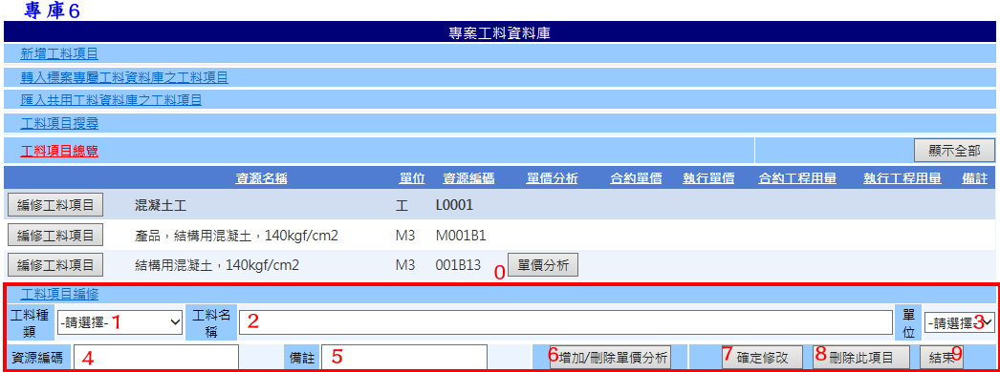 專庫6
專案工料資料庫
新增工料項目
轉入標案專屬工料資料庫之工料項目
匯入共用工料資料庫之工料項目
工料項目搜尋
工料項目總覽 顯示全部
資源名稱 單位 資源編碼 單價分析 合約單價 執行單價 合約工程用量 執行工程用量 備註
編修工料項目 混凝土工 工 L0001
編修工料項目 產品，結構用混凝土，140kgf/cm2 M3 M001B1
編修工料項目 結構用混凝土，140kgf/cm2 M3 001B13 0 單價分析
工料項目編修
工料種類 -請選擇- 1 工料名稱 2 單位 -請選擇- 3
資源編碼 4 備註 5 6 增加/刪除單價分析 7 確定修改 8 刪除此項目 結束 9